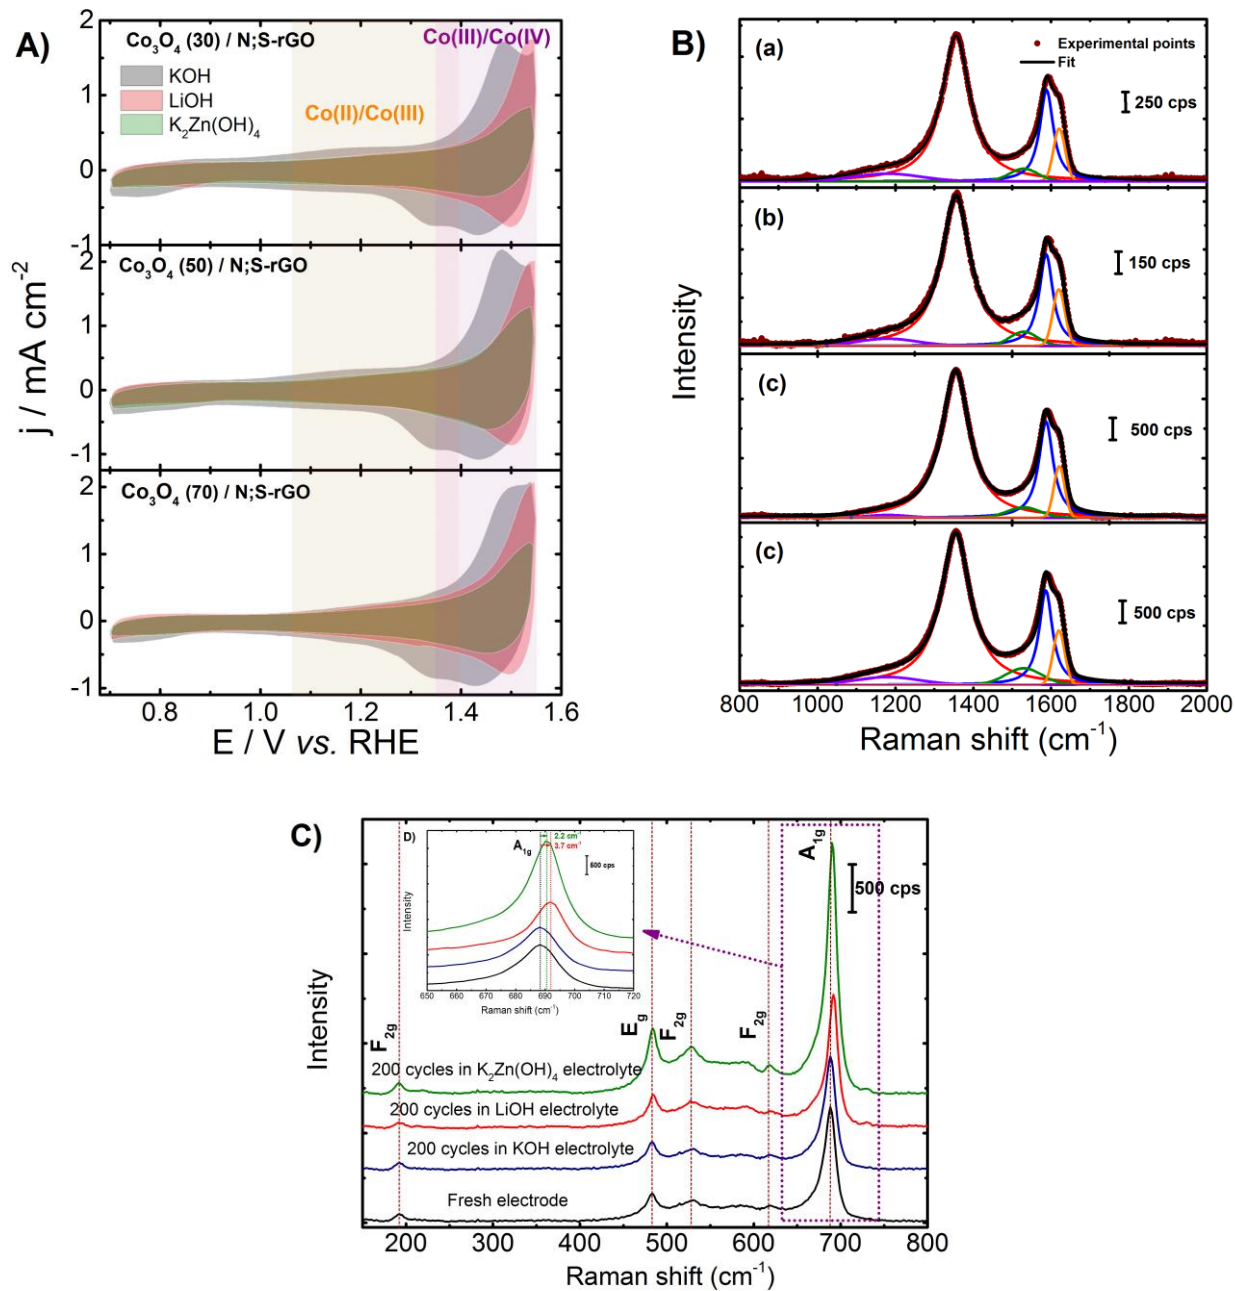 A)
Co3O4 (30) / N;S-rGO
Co(III)/Co(IV)
KOH
LiOH
K2Zn(OH)4
Co(II)/Co(III)
2
1
0
-1
Co3O4 (50) / N;S-rGO
2
1
0
-1
Co3O4 (70) / N;S-rGO
2
1
0
-1
j / mA cm-2
0.8 1.0 1.2 1.4 1.6
E / V vs. RHE
B)
(a)
Experimental points
Fit
250 cps
(b)
150 cps
(c)
500 cps
(c)
500 cps
Intensity
800 1000 1200 1400 1600 1800 2000
Raman shift (cm-1)
C)
D)
A1g
2.2 cm-1
3.7 cm-1
500 cps
Intensity
650 660 670 680 690 700 710 720
Raman shift (cm-1)
A1g
500 cps
F2g
Eg
F2g
F2g
200 cycles in K2Zn(OH)4 electrolyte
200 cycles in LiOH electrolyte
200 cycles in KOH electrolyte
Fresh electrode
Intensity
200 300 400 500 600 700 800
Raman shift (cm-1)